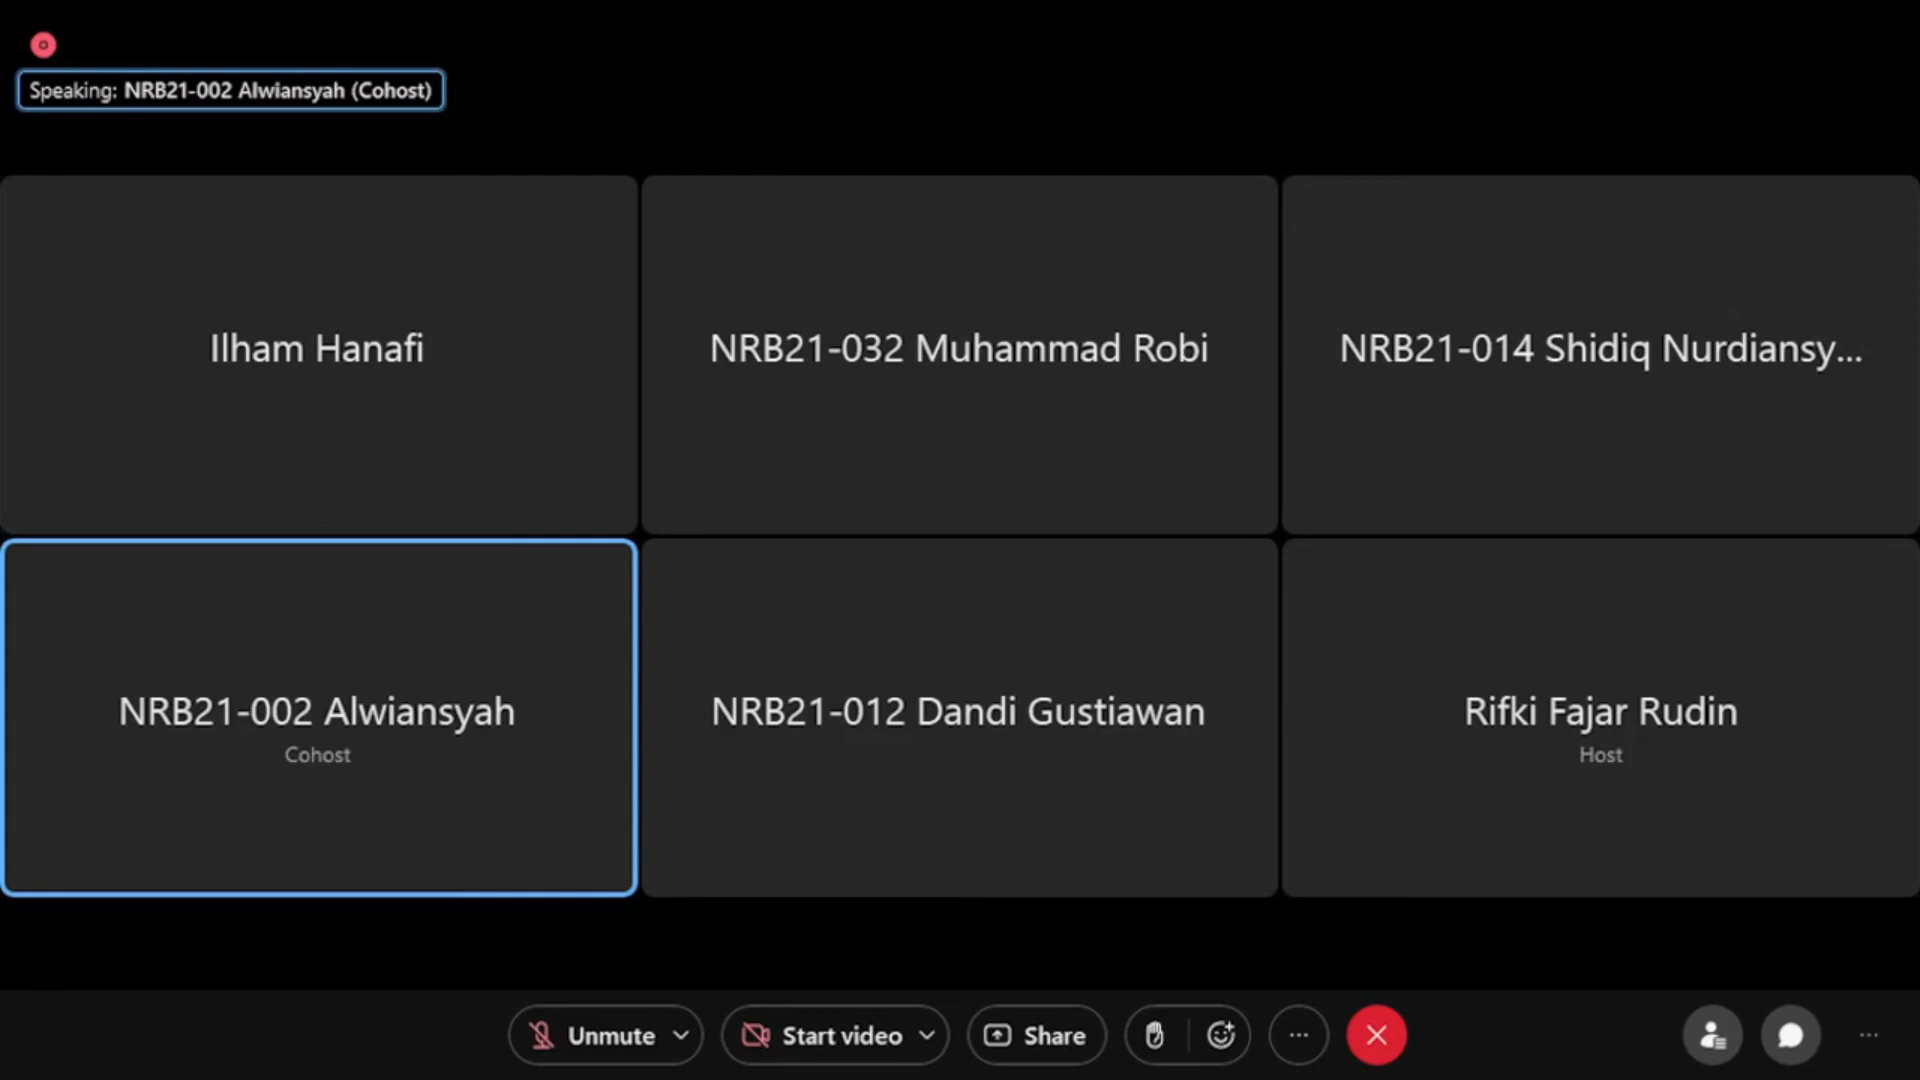 Speaking: NRB21-002 Alwiansyah (Cohost)
Ilham Hanafi
NRB21-032 Muhammad Robi
NRB21-014 Shidiq Nurdiansy...
NRB21-002 Alwiansyah
Cohost
NRB21-012 Dandi Gustiawan
Rifki Fajar Rudin
Host
Unmute
Start video
Share